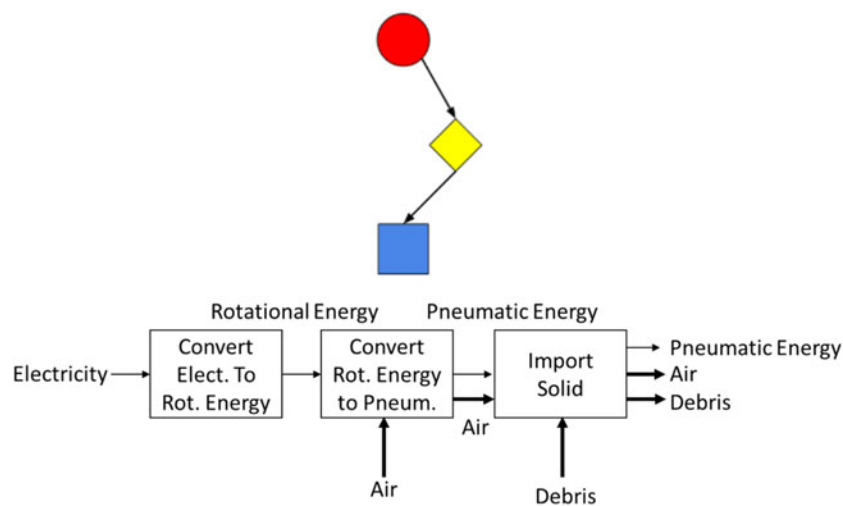 Rotational Energy
Pneumatic Energy
Electricity
Convert
Elect. To
Rot. Energy
Convert
Rot. Energy
to Pneum.
Import
Solid
Pneumatic Energy
Air
Debris
Air
Air
Debris